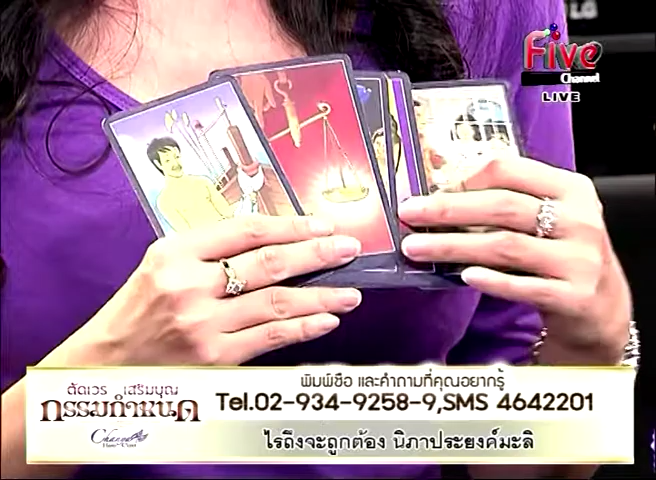 Five
Channel
LIVE
LG
ตัดเวร เสริมบุญ
กรรมกำหนด
พิมพ์ชื่อ และคำถามที่คุณอยากรู้
Tel.02-934-9258-9,SMS 4642201
ไรถึงจะถูกต้อง นิภาประยงค์มะลิ